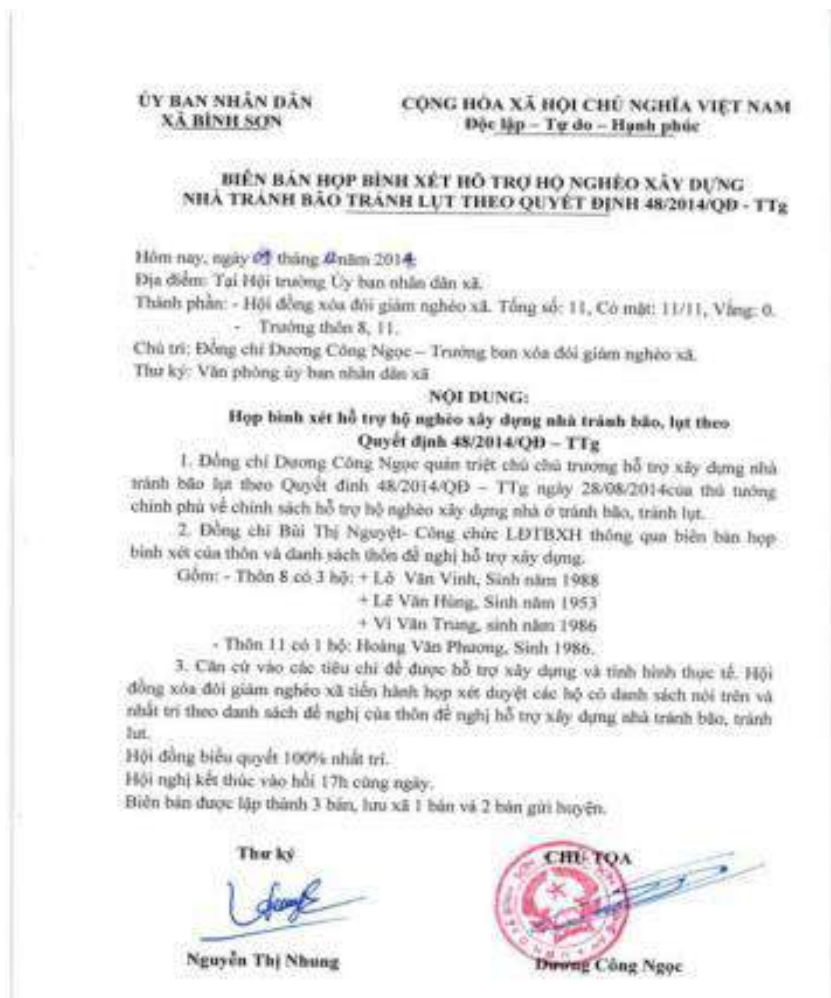 ỦY BAN NHÂN DÂN
XÃ BÌNH SƠN
CỘNG HÒA XÃ HỘI CHỦ NGHĨA VIỆT NAM
Độc lập – Tự do – Hạnh phúc
BIÊN BẢN HỌP BÌNH XÉT HỖ TRỢ HỘ NGHÈO XÂY DỰNG
NHÀ TRÁNH BÃO TRÁNH LỤT THEO QUYẾT ĐỊNH 48/2014/QĐ - TTg
Hôm nay, ngày tháng năm 2014
Địa điểm: Tại Hội trường Ủy ban nhân dân xã.
Thành phần: - Hội đồng xóa đói giảm nghèo xã. Tổng số: 11, Có mặt: 11/11, Vắng: 0.
- Trưởng thôn 8, 11.
Chủ trì: Đồng chí Dương Công Ngọc – Trưởng ban xóa đói giảm nghèo xã.
Thư ký: Văn phòng ủy ban nhân dân xã
NỘI DUNG:
Họp bình xét hỗ trợ hộ nghèo xây dựng nhà tránh bão, lụt theo
Quyết định 48/2014/QĐ – TTg
1. Đồng chí Dương Công Ngọc quán triệt chủ chủ trương hỗ trợ xây dựng nhà
tránh bão lụt theo Quyết đinh 48/2014/QĐ – TTg ngày 28/08/2014của thủ tướng
chính phủ về chính sách hỗ trợ hộ nghèo xây dựng nhà ở tránh bão, tránh lụt.
2. Đồng chí Bùi Thị Nguyệt- Công chức LĐTBXH thông qua biên bản họp
bình xét của thôn và danh sách thôn đề nghị hỗ trợ xây dựng.
Gồm: - Thôn 8 có 3 hộ: + Lô Văn Vinh, Sinh năm 1988
+ Lê Văn Hùng, Sinh năm 1953
+ Vi Văn Trung, sinh năm 1986
- Thôn 11 có 1 hộ: Hoàng Văn Phương, Sinh 1986.
3. Căn cứ vào các tiêu chí để được hỗ trợ xây dựng và tình hình thực tế. Hội
đồng xóa đói giảm nghèo xã tiến hành họp xét duyệt các hộ có danh sách nói trên và
nhất trí theo danh sách đề nghị của thôn đề nghị hỗ trợ xây dựng nhà tránh bão, tránh
lụt.
Hội đồng biểu quyết 100% nhất trí.
Hội nghị kết thúc vào hồi 17h cùng ngày.
Biên bản được lập thành 3 bản, lưu xã 1 bản và 2 bản gửi huyện.
Thư ký
CHỦ TỌA
Nguyễn Thị Nhung
Dương Công Ngọc